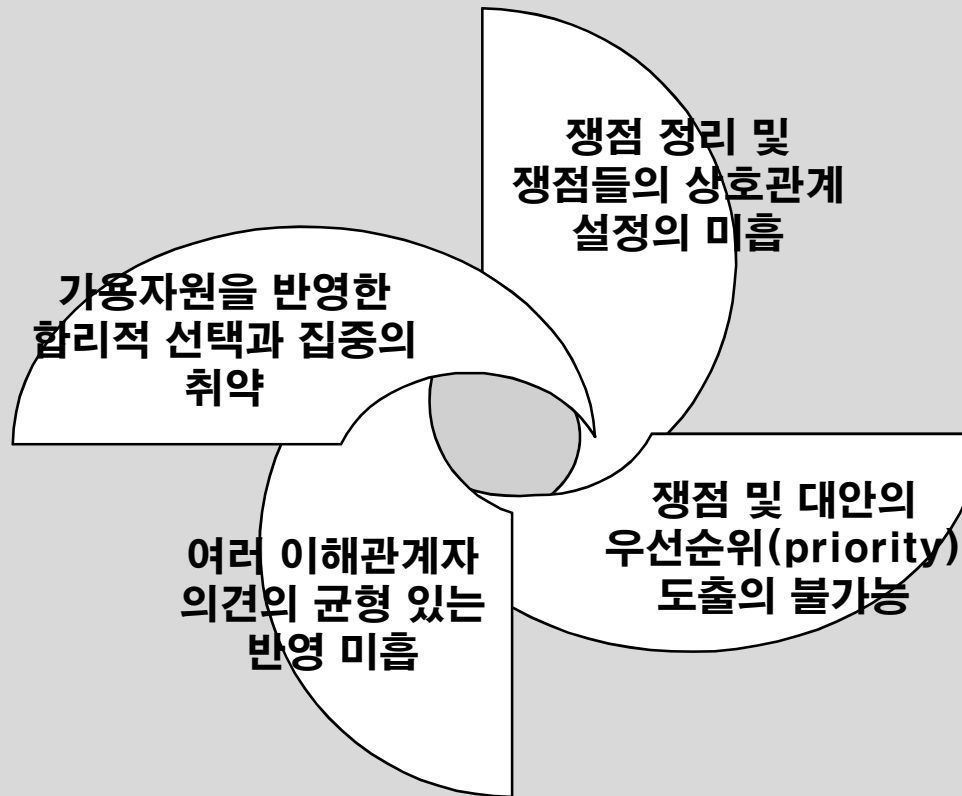 쟁점 정리 및
쟁점들의 상호관계
설정의 미흡
가용자원을 반영한
합리적 선택과 집중의
취약
쟁점 및 대안의
우선순위(priority)
도출의 불가능
여러 이해관계자
의견의 균형 있는
반영 미흡